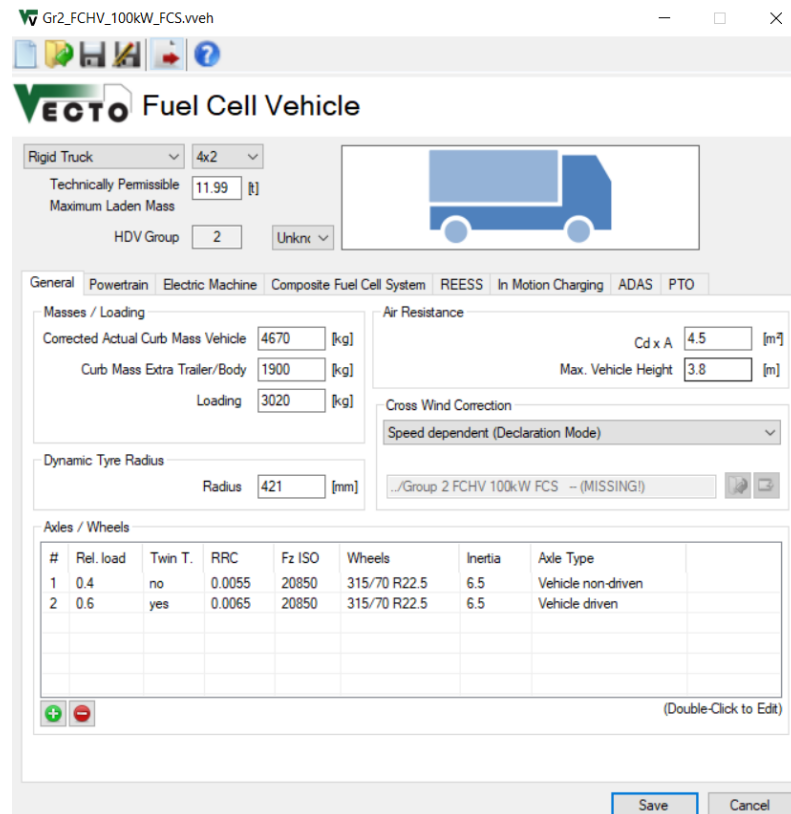 Gr2_FCHV_100kW_FCS.vveh
VECTO Fuel Cell Vehicle
Rigid Truck 4x2
Technically Permissible Maximum Laden Mass 11.99 [t]
HDV Group 2 Unknc
General Powertrain Electric Machine Composite Fuel Cell System REESS In Motion Charging ADAS PTO
Masses / Loading
Corrected Actual Curb Mass Vehicle 4670 [kg]
Curb Mass Extra Trailer/Body 1900 [kg]
Loading 3020 [kg]
Air Resistance
Cd x A 4.5 [m²]
Max. Vehicle Height 3.8 [m]
Cross Wind Correction
Speed dependent (Declaration Mode)
../Group 2 FCHV 100kW FCS -- (MISSING!)
Dynamic Tyre Radius
Radius 421 [mm]
Axles / Wheels
# Rel. load Twin T. RRC Fz ISO Wheels Inertia Axle Type
1 0.4 no 0.0055 20850 315/70 R22.5 6.5 Vehicle non-driven
2 0.6 yes 0.0065 20850 315/70 R22.5 6.5 Vehicle driven
(Double-Click to Edit)
Save Cancel